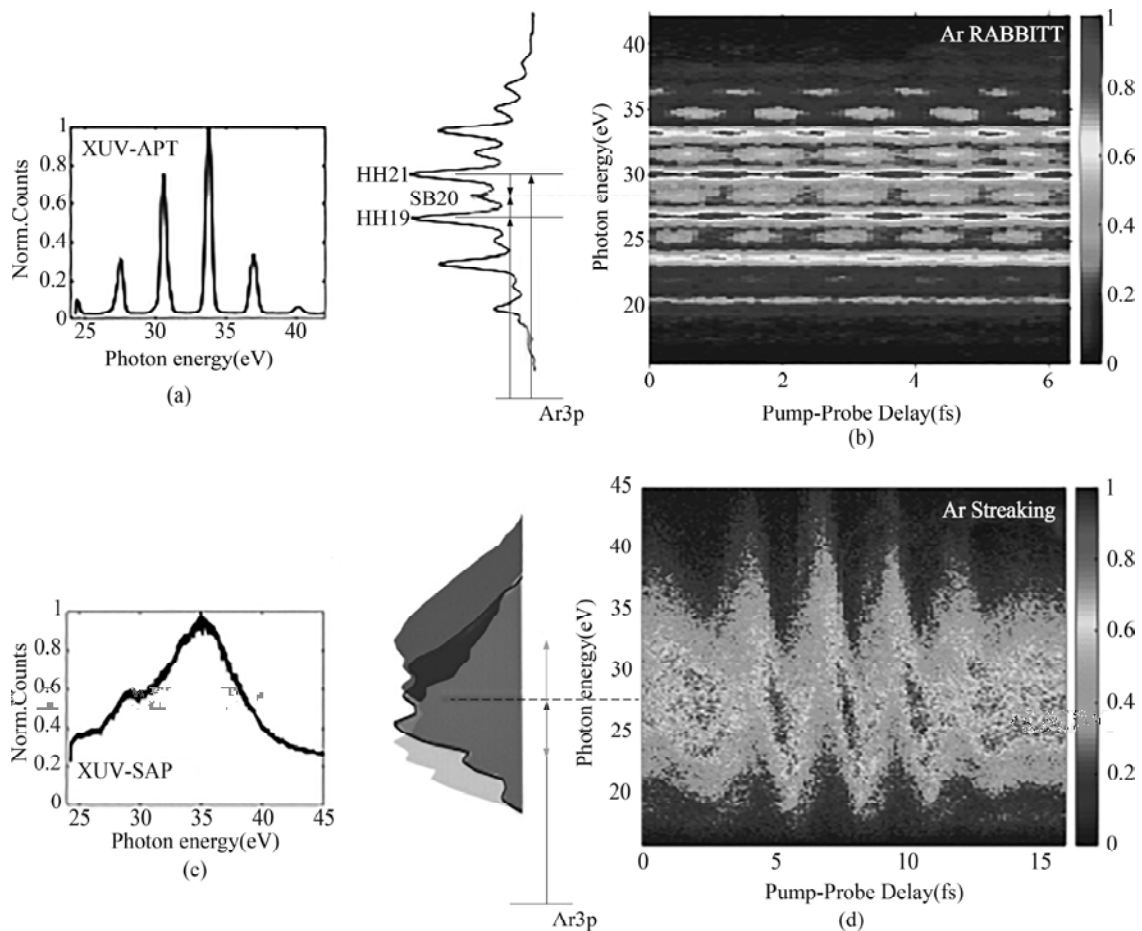 1
0.8
0.6
0.4
0.2
0
Norm.Counts
XUV-APT
25
30
35
40
Photon energy(eV)
(a)
HH21
SB20
HH19
Ar3p
40
35
30
25
20
Photon energy(eV)
Ar RABBITT
0
2
4
6
Pump-Probe Delay(fs)
(b)
1
0.8
0.6
0.4
0.2
0
1
0.8
0.6
0.4
0.2
0
Norm.Counts
XUV-SAP
25
30
35
40
45
Photon energy(eV)
(c)
Ar3p
45
40
35
30
25
20
Photon energy(eV)
Ar Streaking
0
5
10
15
Pump-Probe Delay(fs)
(d)
1
0.8
0.6
0.4
0.2
0